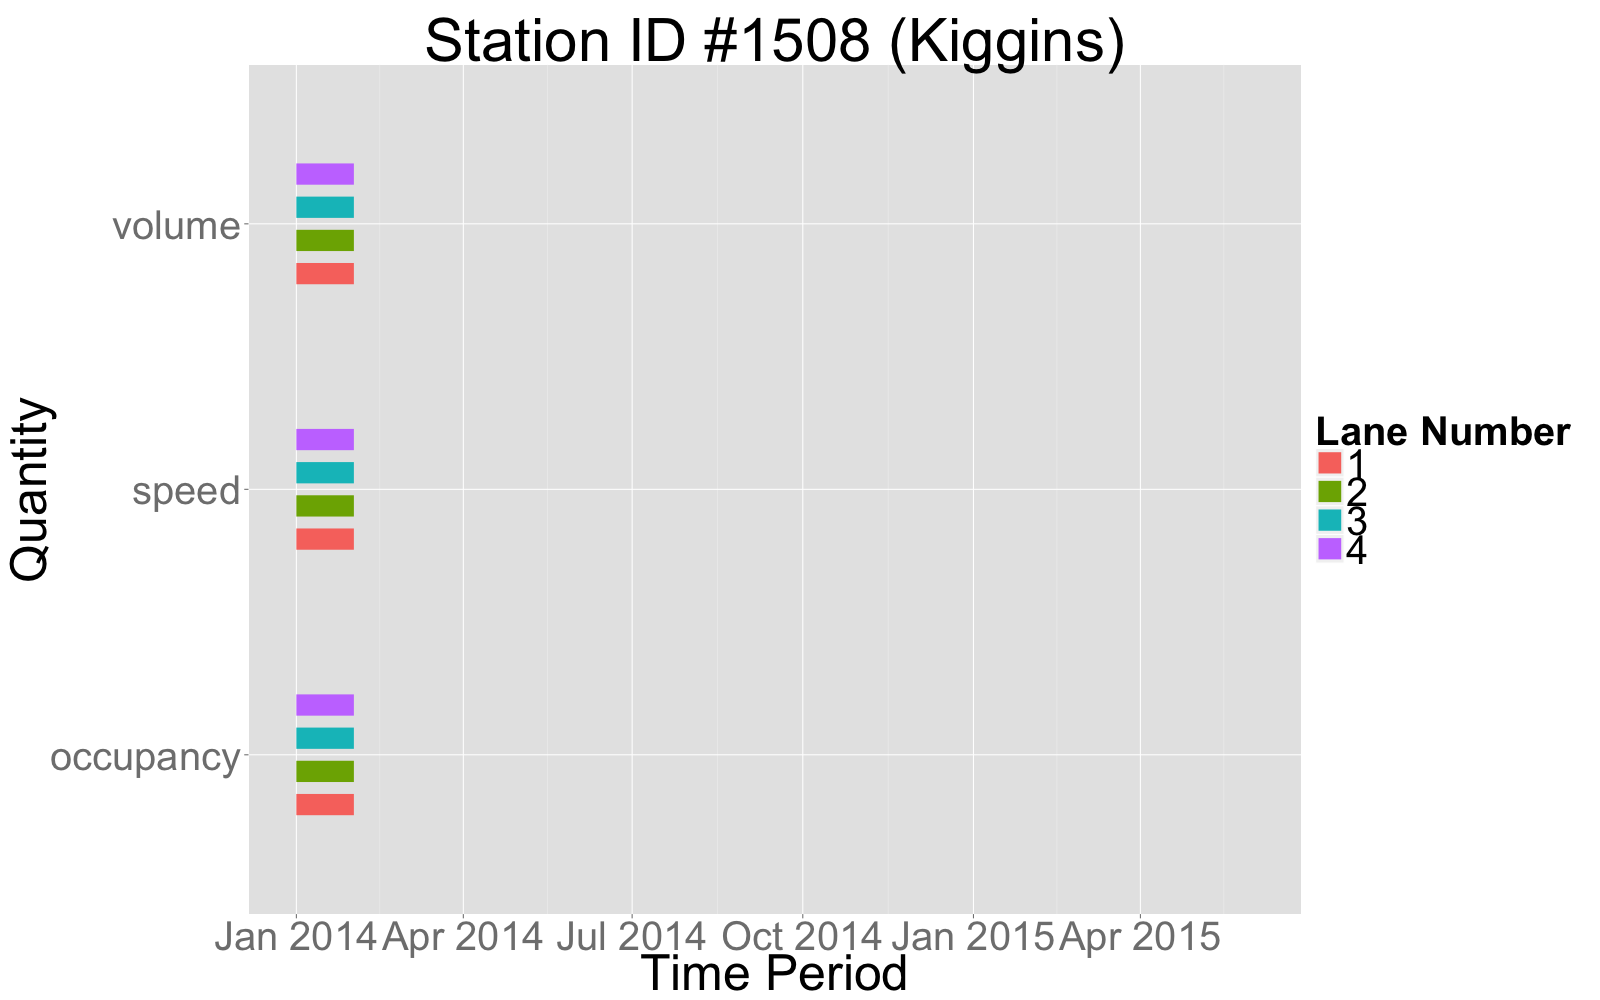 Station ID #1508 (Kiggins)
Quantity
volume
speed
occupancy
Jan 2014 Apr 2014 Jul 2014 Oct 2014 Jan 2015 Apr 2015
Time Period
Lane Number
1
2
3
4